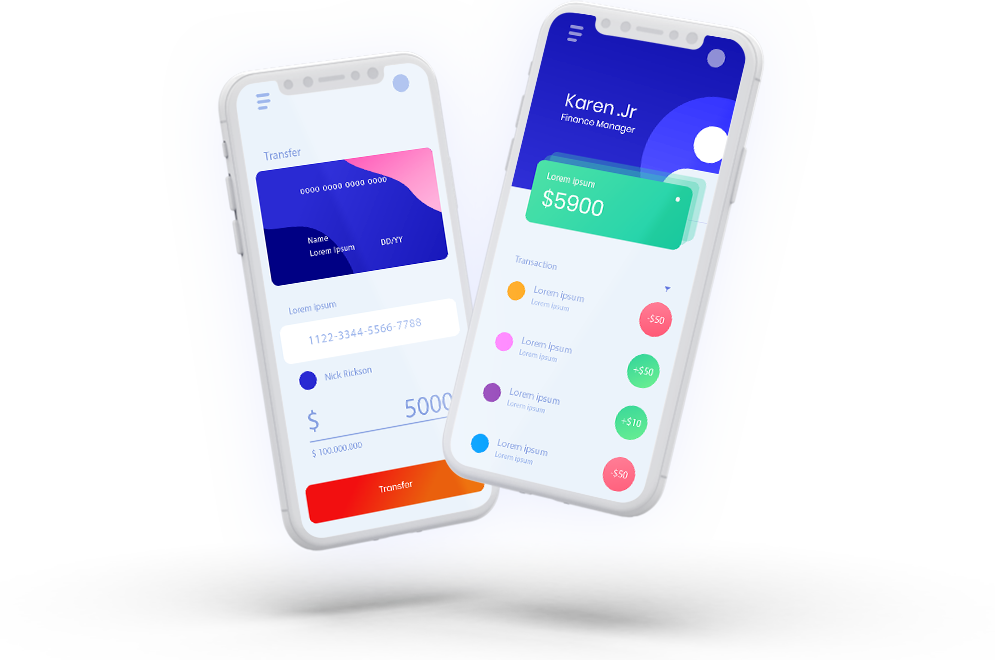 Transfer
0000 0000 0000 0000
Name
Lorem Ipsum
DD/YY
Lorem Ipsum
1122-3344-5566-7788
Nick Rickson
$ 5000
$ 100.000.000
Transfer
Karen .Jr
Finance Manager
Lorem Ipsum
$5900
Transaction
Lorem Ipsum
Lorem Ipsum
-$50
Lorem Ipsum
Lorem Ipsum
+$50
Lorem Ipsum
Lorem Ipsum
+$10
Lorem Ipsum
Lorem Ipsum
-$50